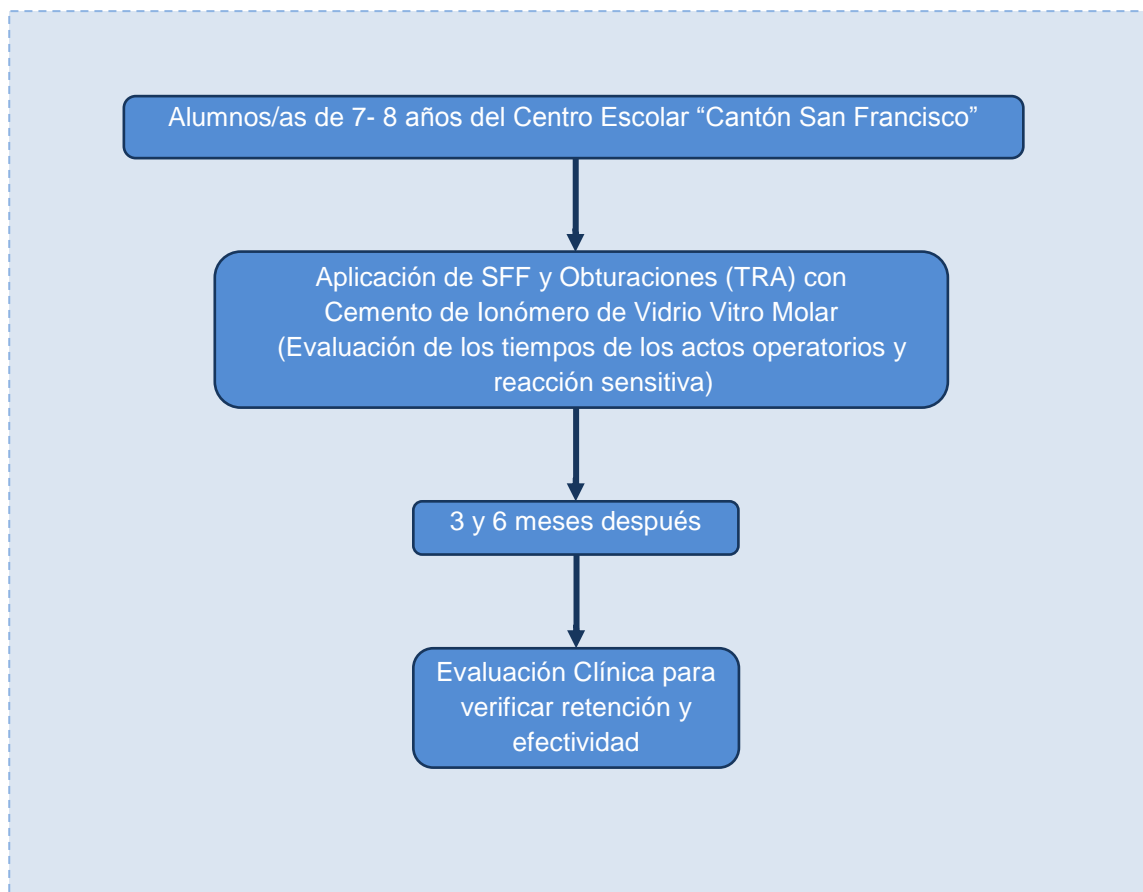 Alumnos/as de 7- 8 años del Centro Escolar “Cantón San Francisco”
Aplicación de SFF y Obturaciones (TRA) con
Cemento de Ionómero de Vidrio Vitro Molar
(Evaluación de los tiempos de los actos operatorios y
reacción sensitiva)
3 y 6 meses después
Evaluación Clínica para
verificar retención y
efectividad